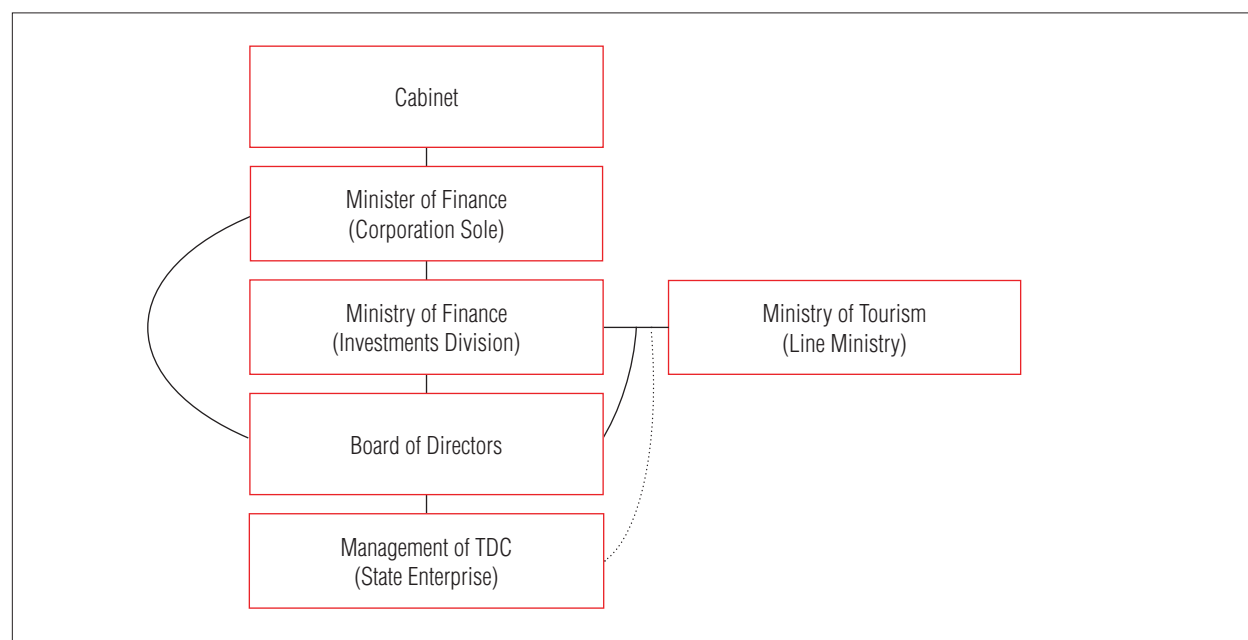 Cabinet
Minister of Finance
(Corporation Sole)
Ministry of Finance
(Investments Division)
Ministry of Tourism
(Line Ministry)
Board of Directors
Management of TDC
(State Enterprise)